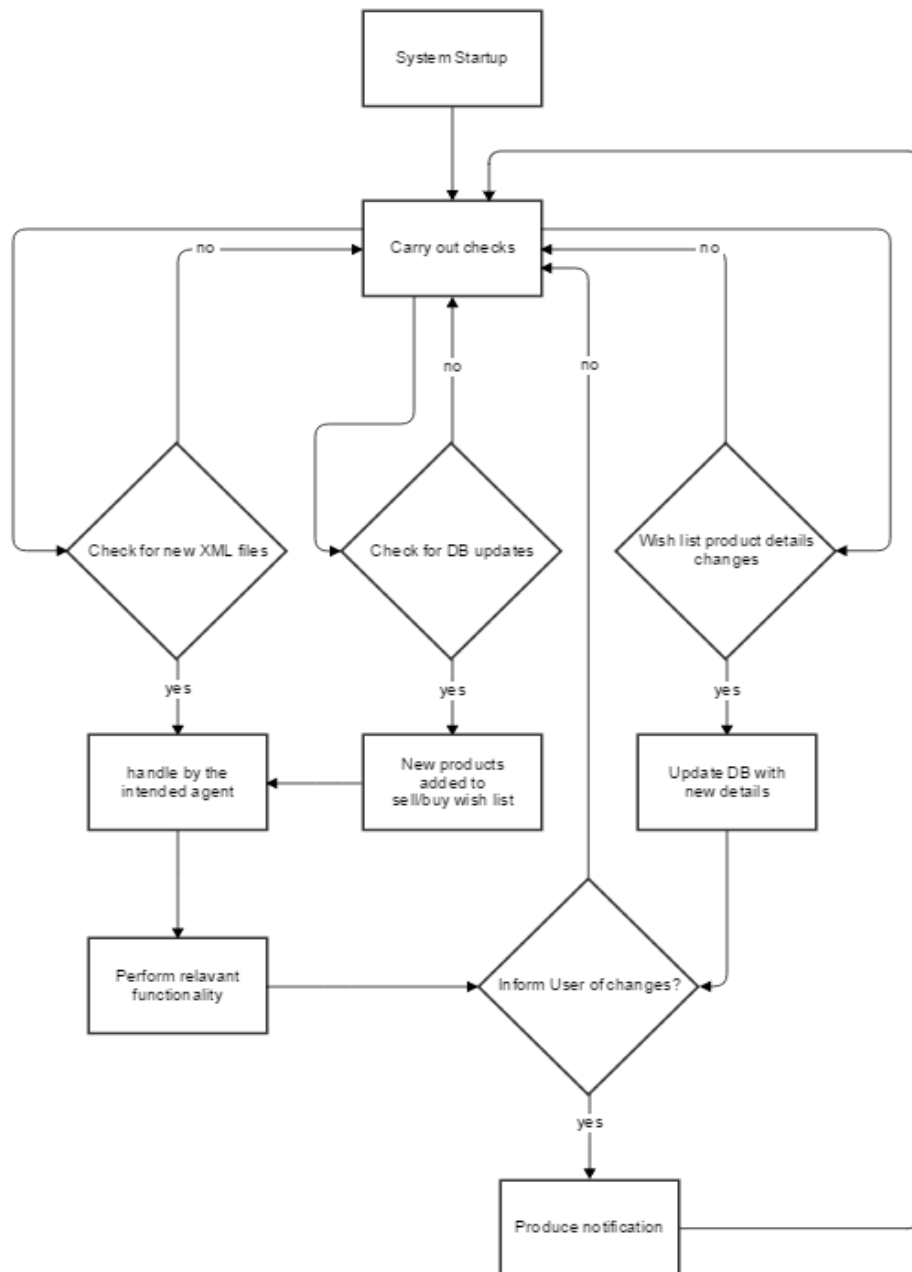 System Startup
Carry out checks
no
no
no
no
Check for new XML files
Check for DB updates
Wish list product details
changes
yes
yes
yes
handle by the
intended agent
New products
added to
sell/buy wish list
Update DB with
new details
Perform relavant
functionality
Inform User of changes?
yes
Produce notification